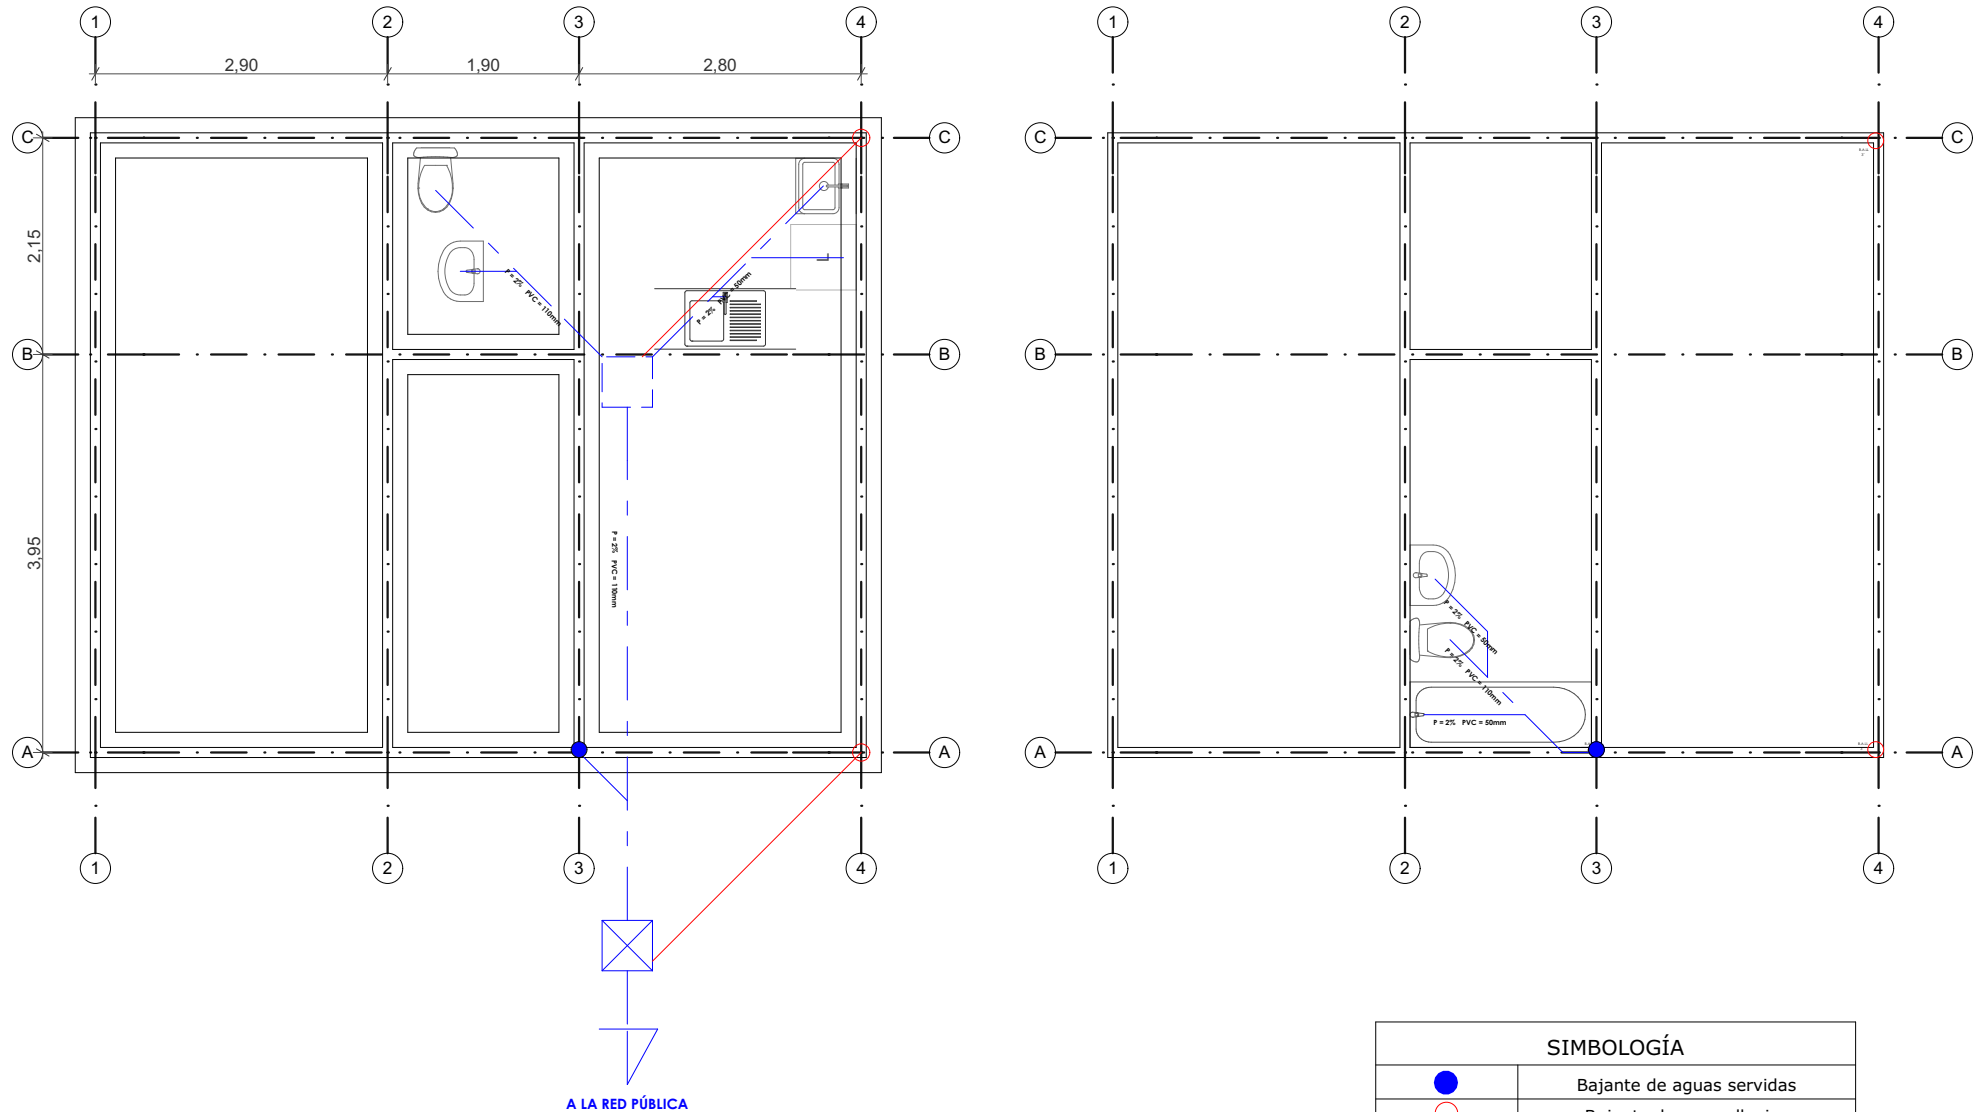 1 2 3 4
2,90 1,90 2,80
C C
2,15
P = 2% PVC = 110mm
P = 2% PVC = 50mm
B B
3,95
P = 2% PVC = 110mm
A A
1 2 3 4
A LA RED PÚBLICA
1 2 3 4
C C
B B
P = 2% PVC = 50mm
P = 2% PVC = 110mm
P = 2% PVC = 50mm
A A
1 2 3 4
SIMBOLOGÍA
Bajante de aguas servidas